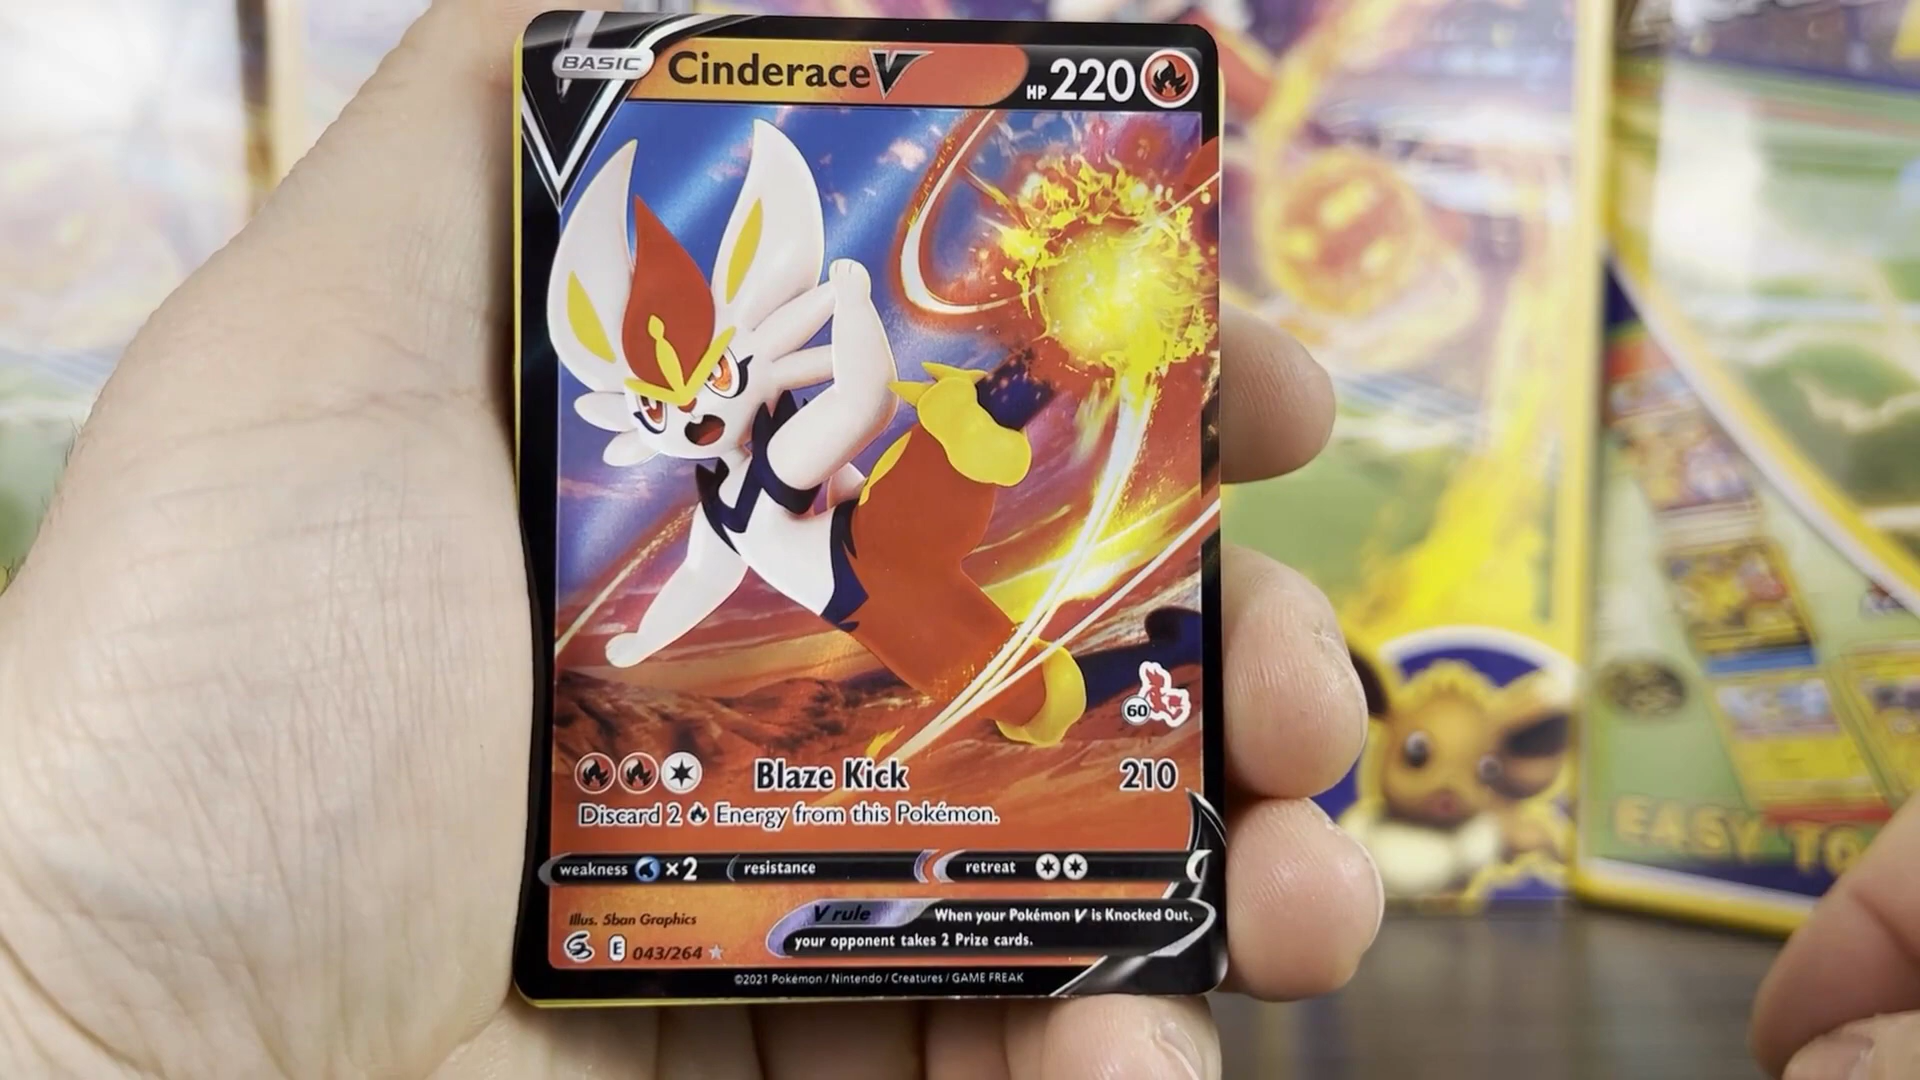 BASIC Cinderace V HP 220
60
Blaze Kick 210
Discard 2 Energy from this Pokémon.
weakness ×2 resistance retreat
V rule When your Pokémon V is Knocked Out,
your opponent takes 2 Prize cards.
Illus. 5ban Graphics
E 043/264
©2021 Pokémon / Nintendo / Creatures / GAME FREAK
EASY TO